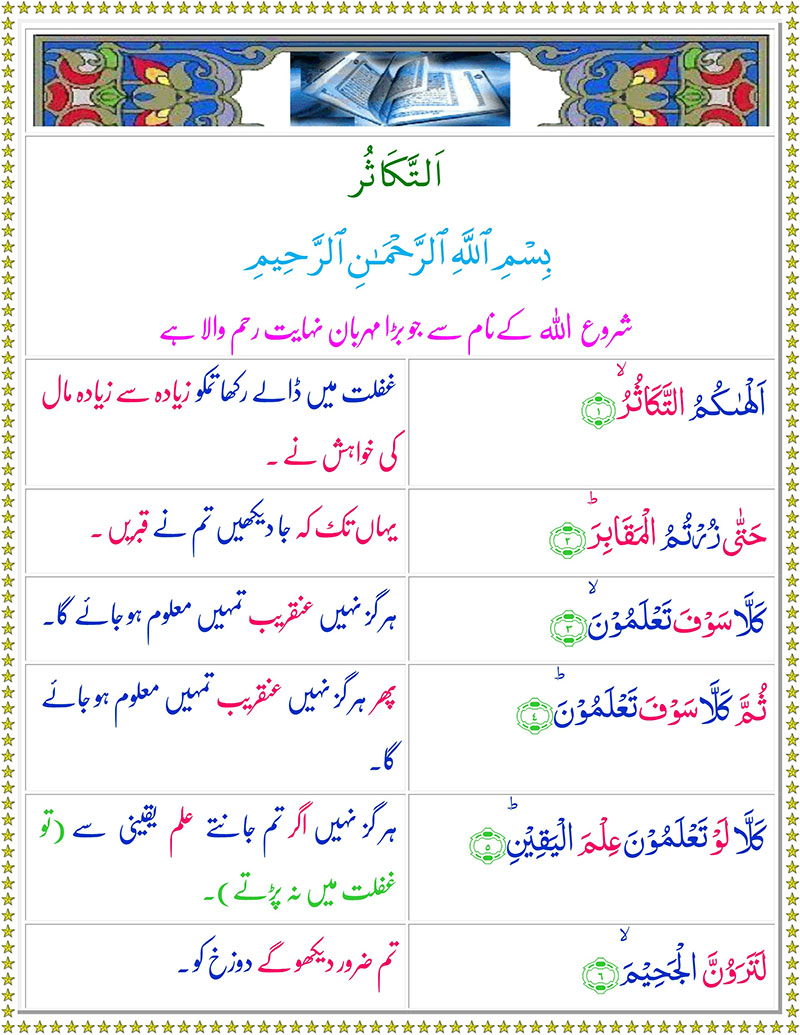 اَلتَّکَاثُر
بِسْمِ ٱللَّهِ ٱلرَّحْمَـٰنِ ٱلرَّحِيمِ
شروع اللہ کے نام سے جو بڑا مہربان نہایت رحم والا ہے
اَلْهٰىكُمُ التَّكَاثُرُ ۙ ۝۱
غفلت میں ڈالے رکھا تمکو زیادہ سے زیادہ مال
کی خواہش نے ۔
حَتّٰى زُرْتُمُ الْمَقَابِرَ ؕ ۝۲
یہاں تک کہ جا دیکھیں تم نے قبریں ۔
كَلَّا سَوْفَ تَعْلَمُوْنَ ۙ ۝۳
ہرگز نہیں عنقریب تمہیں معلوم ہو جائے گا۔
ثُمَّ كَلَّا سَوْفَ تَعْلَمُوْنَ ؕ ۝۴
پھر ہرگز نہیں عنقریب تمہیں معلوم ہو جائے
گا۔
كَلَّا لَوْ تَعْلَمُوْنَ عِلْمَ الْيَقِيْنِ ؕ ۝۵
ہرگز نہیں اگر تم جانتے علم یقینی سے (تو
غفلت میں نہ پڑتے)۔
لَتَرَوُنَّ الْجَحِيْمَ ۙ ۝۶
تم ضرور دیکھو گے دوزخ کو ۔